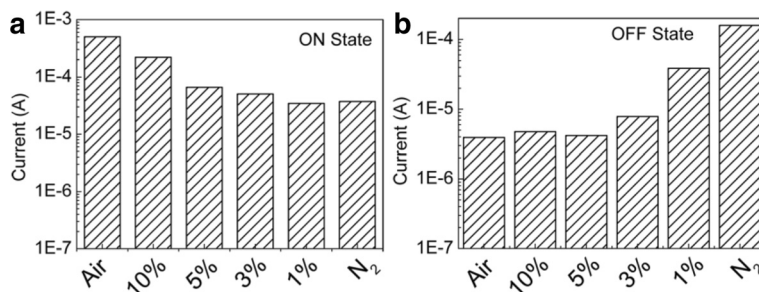 a
ON State
1E-3
1E-4
1E-5
1E-6
1E-7
Current (A)
Air 10% 5% 3% 1% N₂
b
OFF State
1E-4
1E-5
1E-6
1E-7
Current (A)
Air 10% 5% 3% 1% N₂